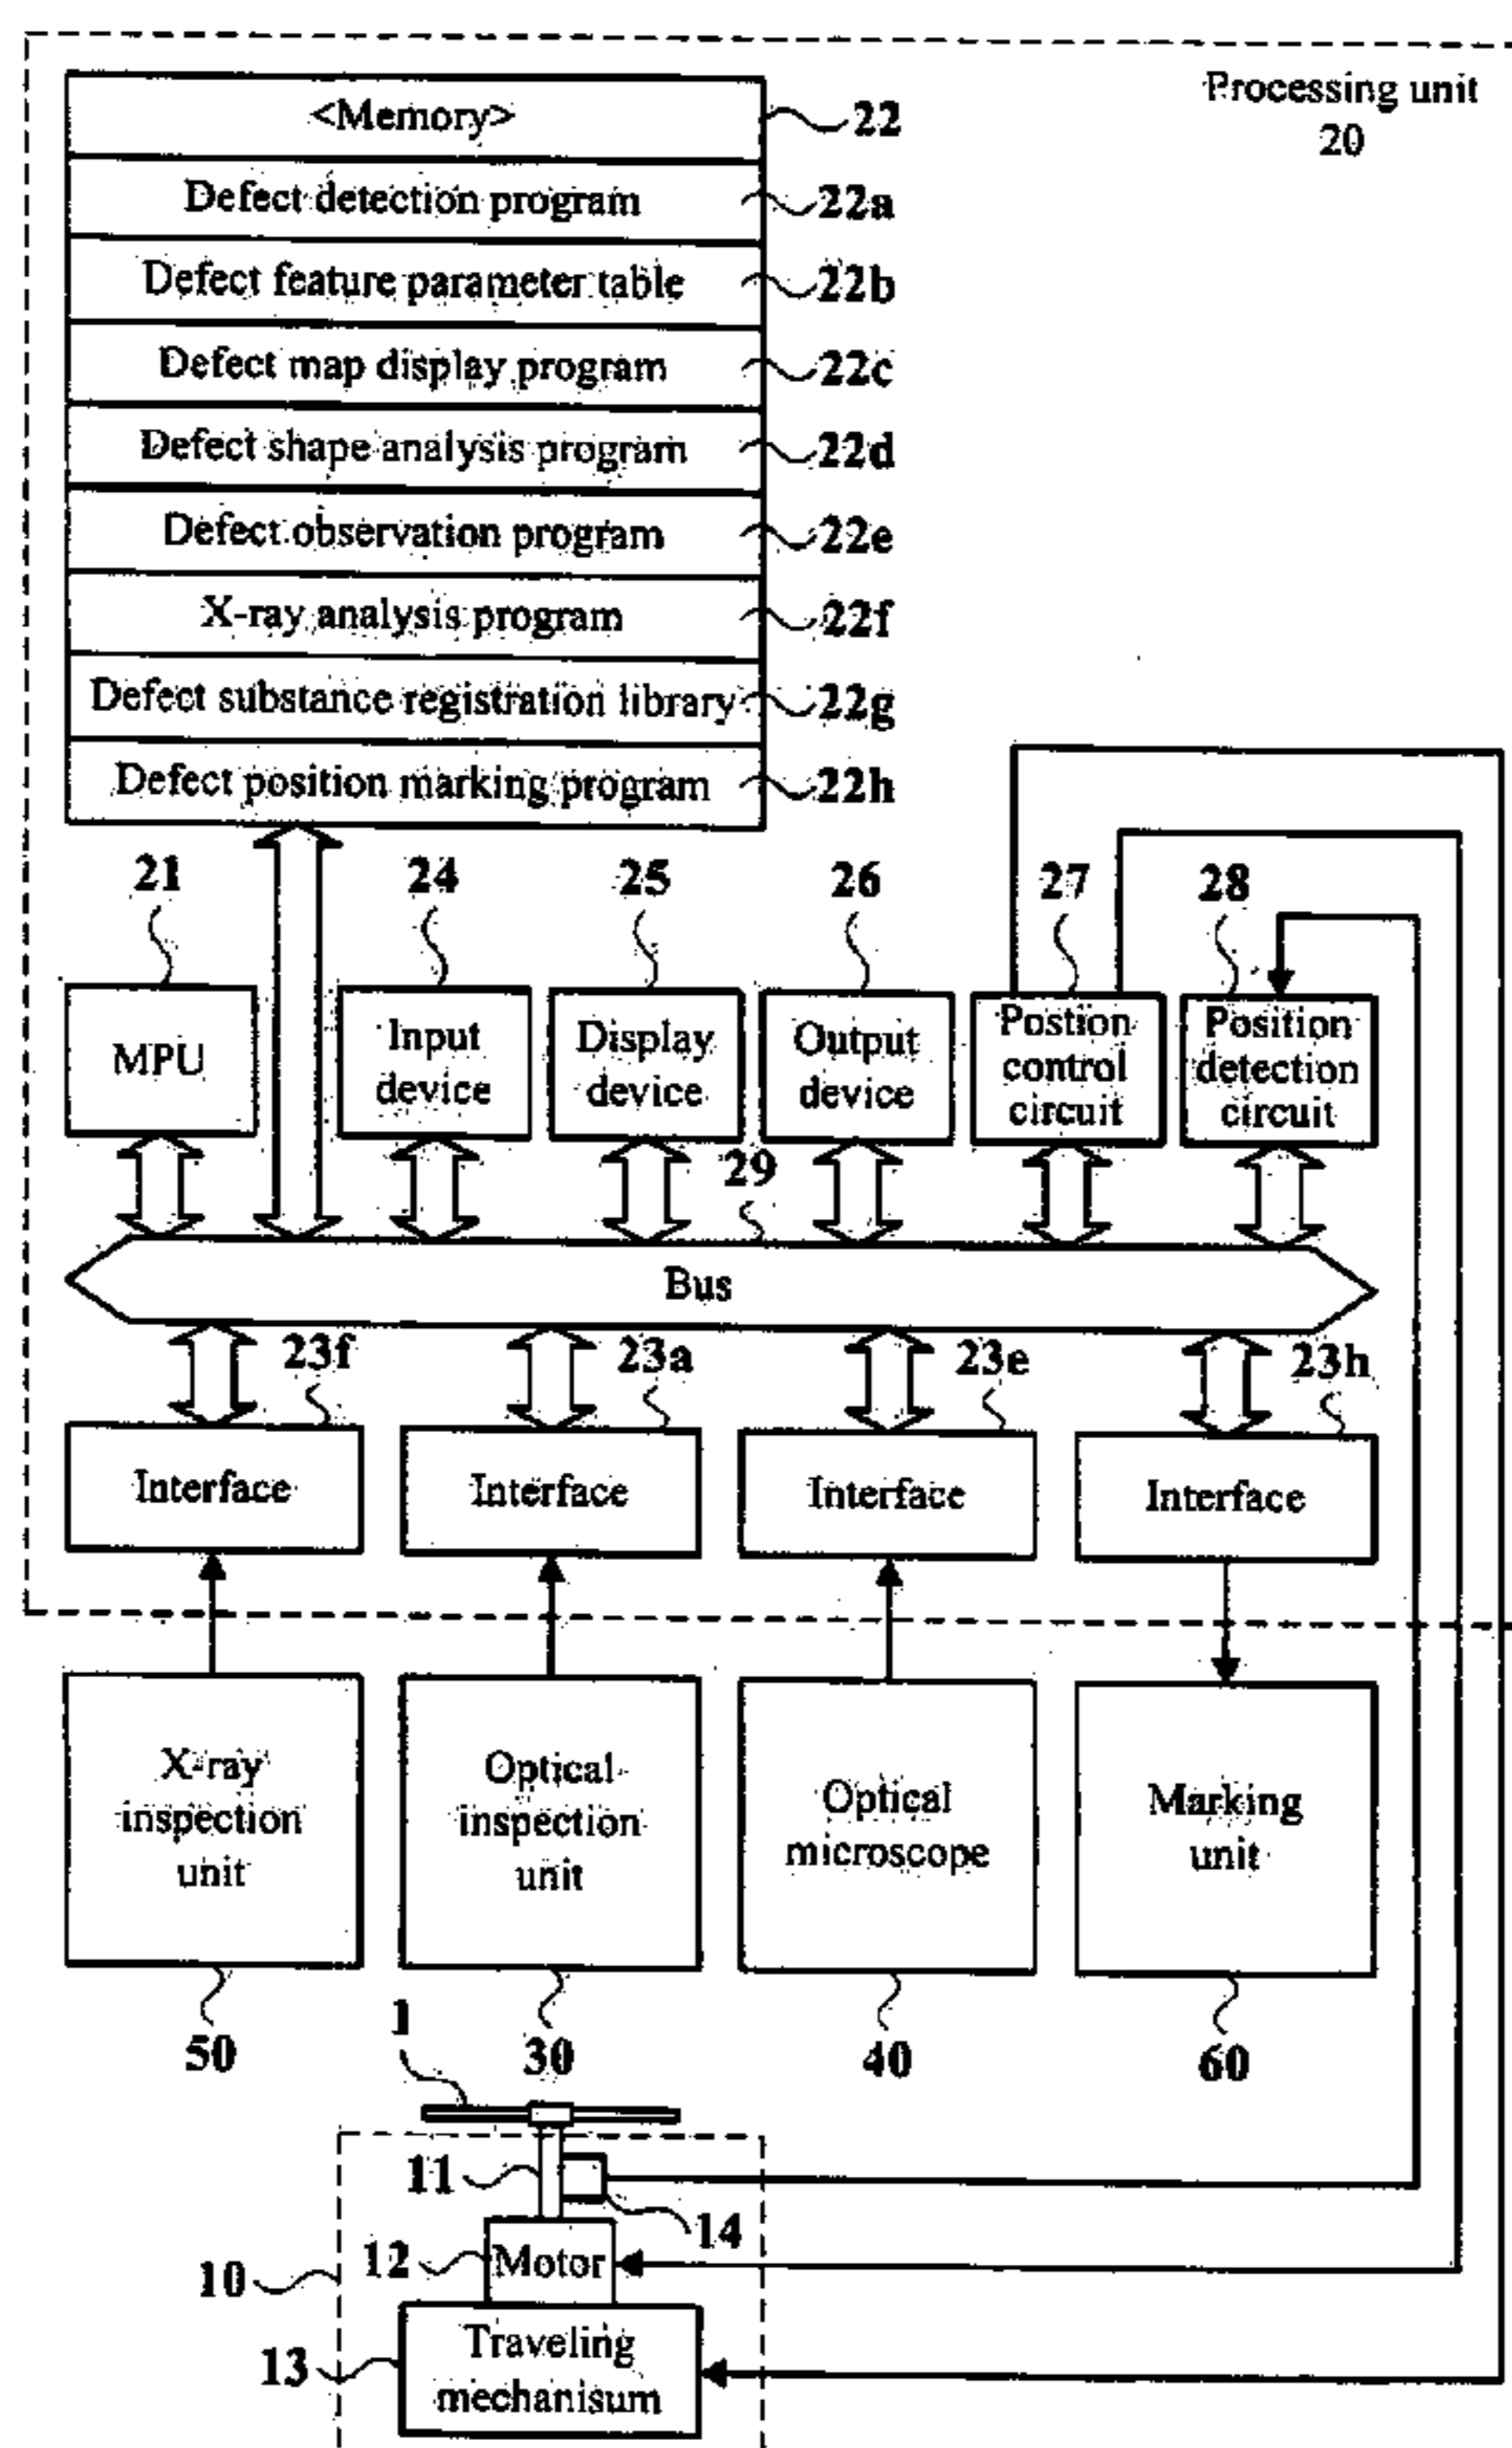 Processing unit
20
<Memory>
22
Defect detection program
22a
Defect feature parameter table
22b
Defect map display program
22c
Defect shape analysis program
22d
Defect observation program
22e
X-ray analysis program
22f
Defect substance registration library
22g
Defect position marking program
22h
21
24
25
26
27
28
MPU
Input
device
Display
device
Output
device
Postion
control
circuit
Position
detection
circuit
29
Bus
23f
23a
23e
23h
Interface
Interface
Interface
Interface
X-ray
inspection
unit
Optical
inspection
unit
Optical
microscope
Marking
unit
50
30
40
60
1
11
14
12
Motor
10
13
Traveling
mechanisum